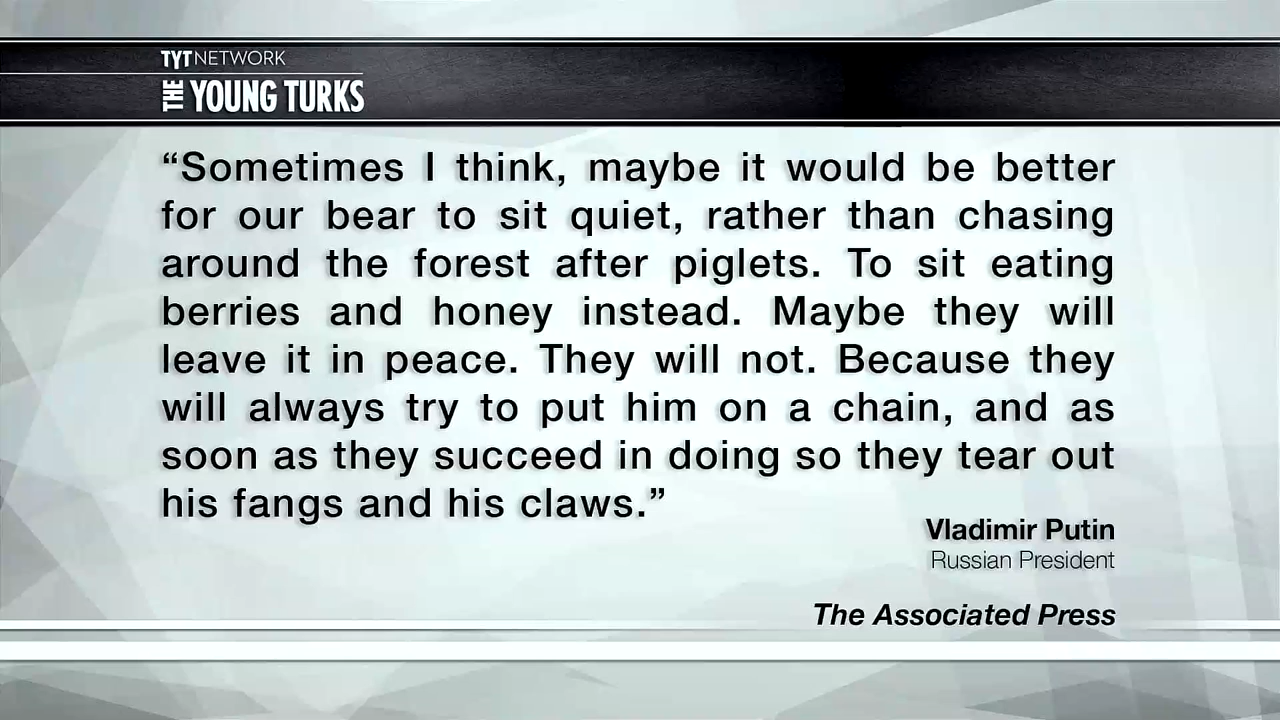 TYT NETWORK
THE YOUNG TURKS
“Sometimes I think, maybe it would be better
for our bear to sit quiet, rather than chasing
around the forest after piglets. To sit eating
berries and honey instead. Maybe they will
leave it in peace. They will not. Because they
will always try to put him on a chain, and as
soon as they succeed in doing so they tear out
his fangs and his claws.”
Vladimir Putin
Russian President
The Associated Press